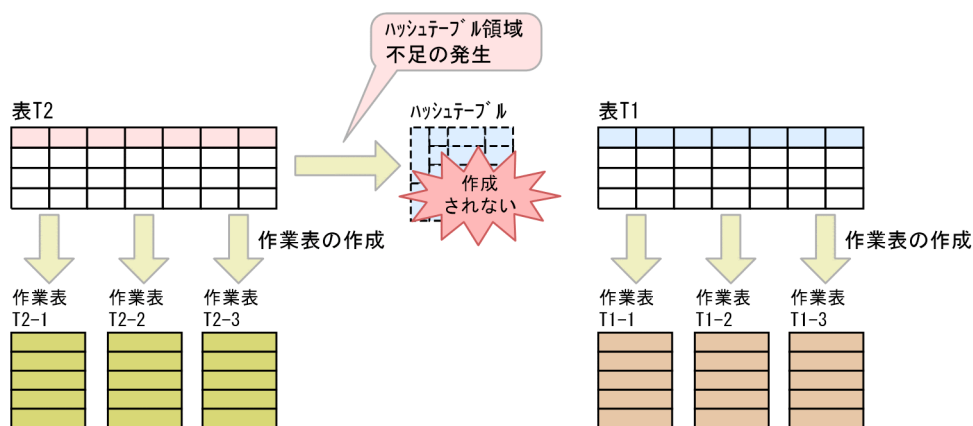 ﾊｯｼｭﾃｰﾌﾞﾙ領域
不足の発生
表T2
ﾊｯｼｭﾃｰﾌﾞﾙ
表T1
作成
されない
作業表の作成
作業表の作成
作業表
T2-1
作業表
T2-2
作業表
T2-3
作業表
T1-1
作業表
T1-2
作業表
T1-3